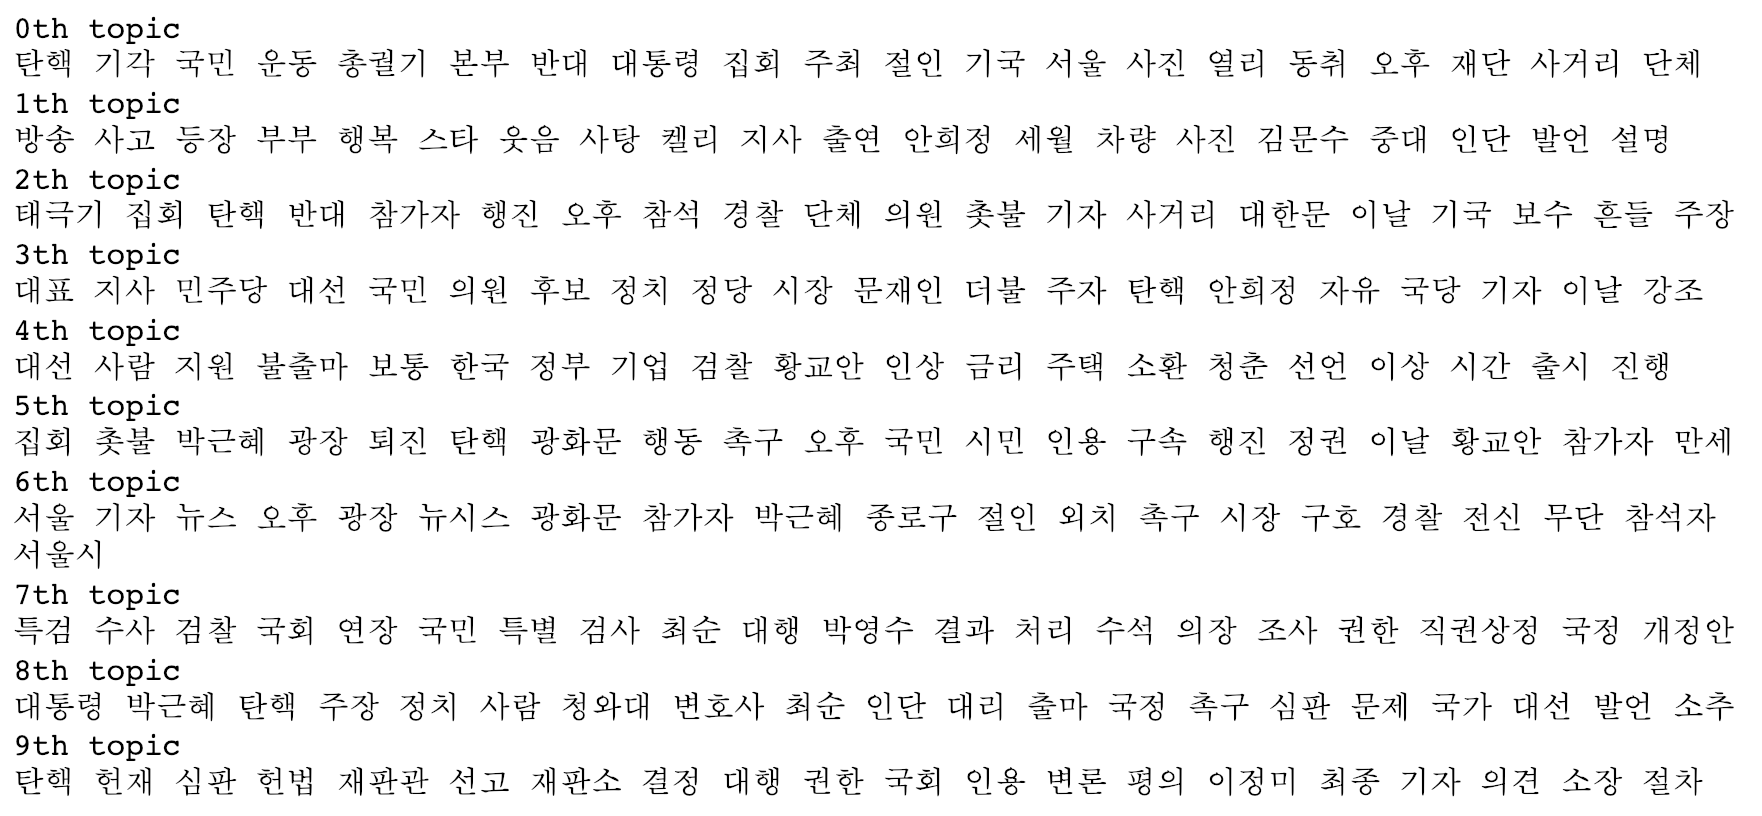 0th topic
탄핵 기각 국민 운동 총궐기 본부 반대 대통령 집회 주최 절인 기국 서울 사진 열리 동취 오후 재단 사거리 단체
1th topic
방송 사고 등장 부부 행복 스타 웃음 사탕 켈리 지사 출연 안희정 세월 차량 사진 김문수 중대 인단 발언 설명
2th topic
태극기 집회 탄핵 반대 참가자 행진 오후 참석 경찰 단체 의원 촛불 기자 사거리 대한문 이날 기국 보수 흔들 주장
3th topic
대표 지사 민주당 대선 국민 의원 후보 정치 정당 시장 문재인 더불 주자 탄핵 안희정 자유 국당 기자 이날 강조
4th topic
대선 사람 지원 불출마 보통 한국 정부 기업 검찰 황교안 인상 금리 주택 소환 청춘 선언 이상 시간 출시 진행
5th topic
집회 촛불 박근혜 광장 퇴진 탄핵 광화문 행동 촉구 오후 국민 시민 인용 구속 행진 정권 이날 황교안 참가자 만세
6th topic
서울 기자 뉴스 오후 광장 뉴시스 광화문 참가자 박근혜 종로구 절인 외치 촉구 시장 구호 경찰 전신 무단 참석자
서울시
7th topic
특검 수사 검찰 국회 연장 국민 특별 검사 최순 대행 박영수 결과 처리 수석 의장 조사 권한 직권상정 국정 개정안
8th topic
대통령 박근혜 탄핵 주장 정치 사람 청와대 변호사 최순 인단 대리 출마 국정 촉구 심판 문제 국가 대선 발언 소추
9th topic
탄핵 헌재 심판 헌법 재판관 선고 재판소 결정 대행 권한 국회 인용 변론 평의 이정미 최종 기자 의견 소장 절차